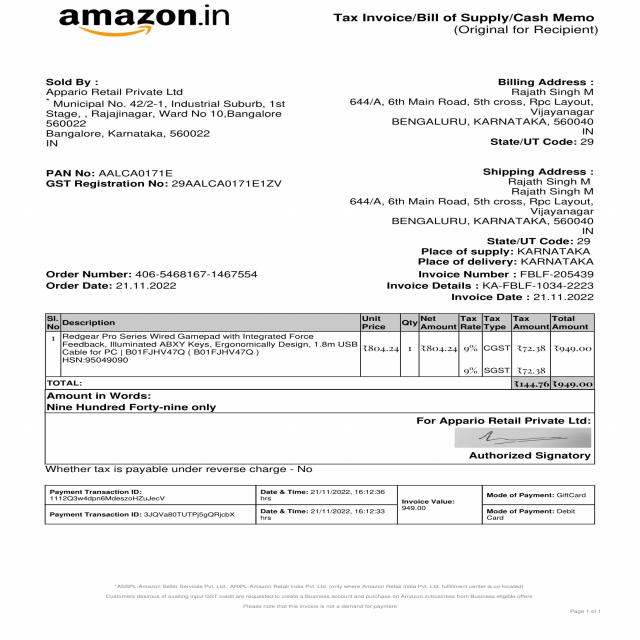 amazon.in
Tax Invoice/Bill of Supply/Cash Memo
(Original for Recipient)
Sold By :
Appario Retail Private Ltd
* Municipal No. 42/2-1, Industrial Suburb, 1st
Stage, , Rajajinagar, Ward No 10,Bangalore
560022
Bangalore, Karnataka, 560022
IN
Billing Address :
Rajath Singh M
644/A, 6th Main Road, 5th cross, Rpc Layout,
Vijayanagar
BENGALURU, KARNATAKA, 560040
IN
State/UT Code: 29
PAN No: AALCA0171E
GST Registration No: 29AALCA0171E1ZV
Shipping Address :
Rajath Singh M
Rajath Singh M
644/A, 6th Main Road, 5th cross, Rpc Layout,
Vijayanagar
BENGALURU, KARNATAKA, 560040
IN
State/UT Code: 29
Place of supply: KARNATAKA
Place of delivery: KARNATAKA
Order Number: 406-5468167-1467554
Order Date: 21.11.2022
Invoice Number : FBLF-205439
Invoice Details : KA-FBLF-1034-2223
Invoice Date : 21.11.2022
Sl. No Description Unit Price Qty Net Amount Tax Rate Tax Type Tax Amount Total Amount
1 Redgear Pro Series Wired Gamepad with Integrated Force
Feedback, Illuminated ABXY Keys, Ergonomically Design, 1.8m USB
Cable for PC | B01FJHV47Q ( B01FJHV47Q )
HSN:95049090
₹804.24 1 ₹804.24 9% CGST ₹72.38 ₹949.00
9% SGST ₹72.38
TOTAL: ₹144.76 ₹949.00
Amount in Words:
Nine Hundred Forty-nine only
For Appario Retail Private Ltd:
Authorized Signatory
Whether tax is payable under reverse charge - No
Payment Transaction ID:
1112Q3w4dpn6MdeszoHZuJecV
Date & Time: 21/11/2022, 16:12:36
hrs
Invoice Value:
949.00
Mode of Payment: GiftCard
Payment Transaction ID: 3JQVa80TUTPj5gQRjcbX
Date & Time: 21/11/2022, 16:12:33
hrs
Mode of Payment: Debit
Card
*ASSPL-Amazon Seller Services Pvt. Ltd., ARIPL-Amazon Retail India Pvt. Ltd. (only where Amazon Retail India Pvt. Ltd. fulfillment center is co-located)
Customers desirous of availing input GST credit are requested to create a Business account and purchase on Amazon.in/business from Business eligible offers
Please note that this invoice is not a demand for payment
Page 1 of 1